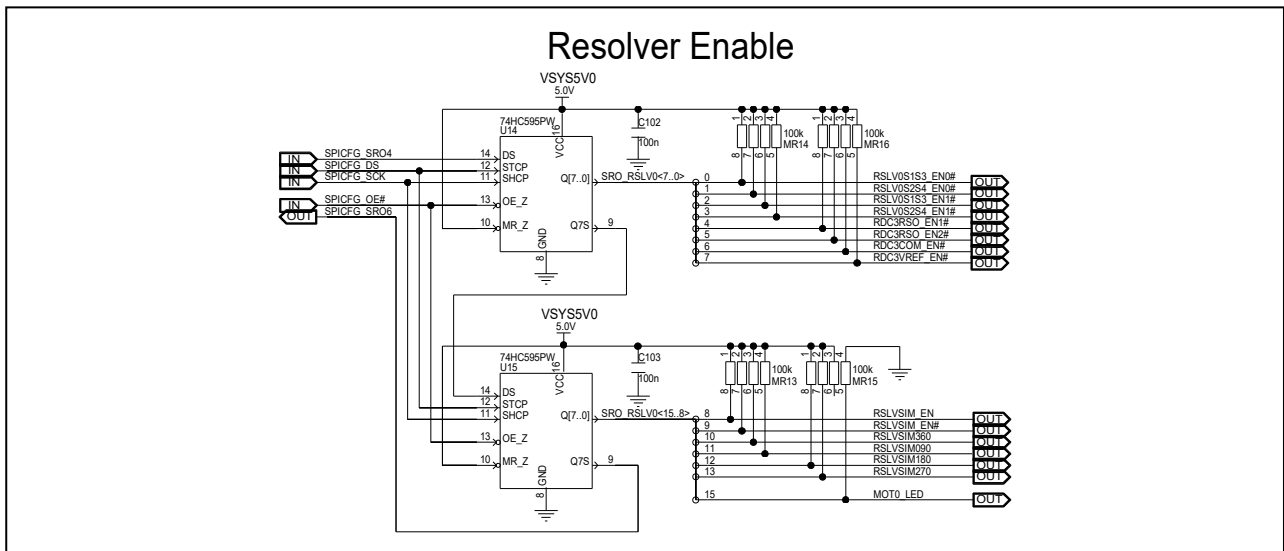 Resolver Enable
VSYS5V0
5.0V
74HC595PW
U14
VCC 16
C102
100n
1 2 3 4
8 7 6 5
100k
MR14
1 2 3 4
8 7 6 5
100k
MR16
IN SPICFG_SRO4
IN SPICFG_DS
IN SPICFG_SCK
IN SPICFG_OE#
OUT SPICFG_SRO6
14 DS
12 STCP
11 SHCP
13 OE_Z
10 MR_Z
Q[7..0] SRO_RSLV0<7..0>
Q7S 9
8 GND
0 RSLV0S1S3_EN0# OUT
1 RSLV0S2S4_EN0# OUT
2 RSLV0S1S3_EN1# OUT
3 RSLV0S2S4_EN1# OUT
4 RDC3RSO_EN1# OUT
5 RDC3RSO_EN2# OUT
6 RDC3COM_EN# OUT
7 RDC3VREF_EN# OUT
VSYS5V0
5.0V
74HC595PW
U15
VCC 16
C103
100n
1 2 3 4
8 7 6 5
100k
MR13
1 2 3 4
8 7 6 5
100k
MR15
14 DS
12 STCP
11 SHCP
13 OE_Z
10 MR_Z
Q[7..0] SRO_RSLV0<15..8>
Q7S 9
8 GND
8 RSLVSIM_EN OUT
9 RSLVSIM_EN# OUT
10 RSLVSIM360 OUT
11 RSLVSIM090 OUT
12 RSLVSIM180 OUT
13 RSLVSIM270 OUT
15 MOT0_LED OUT